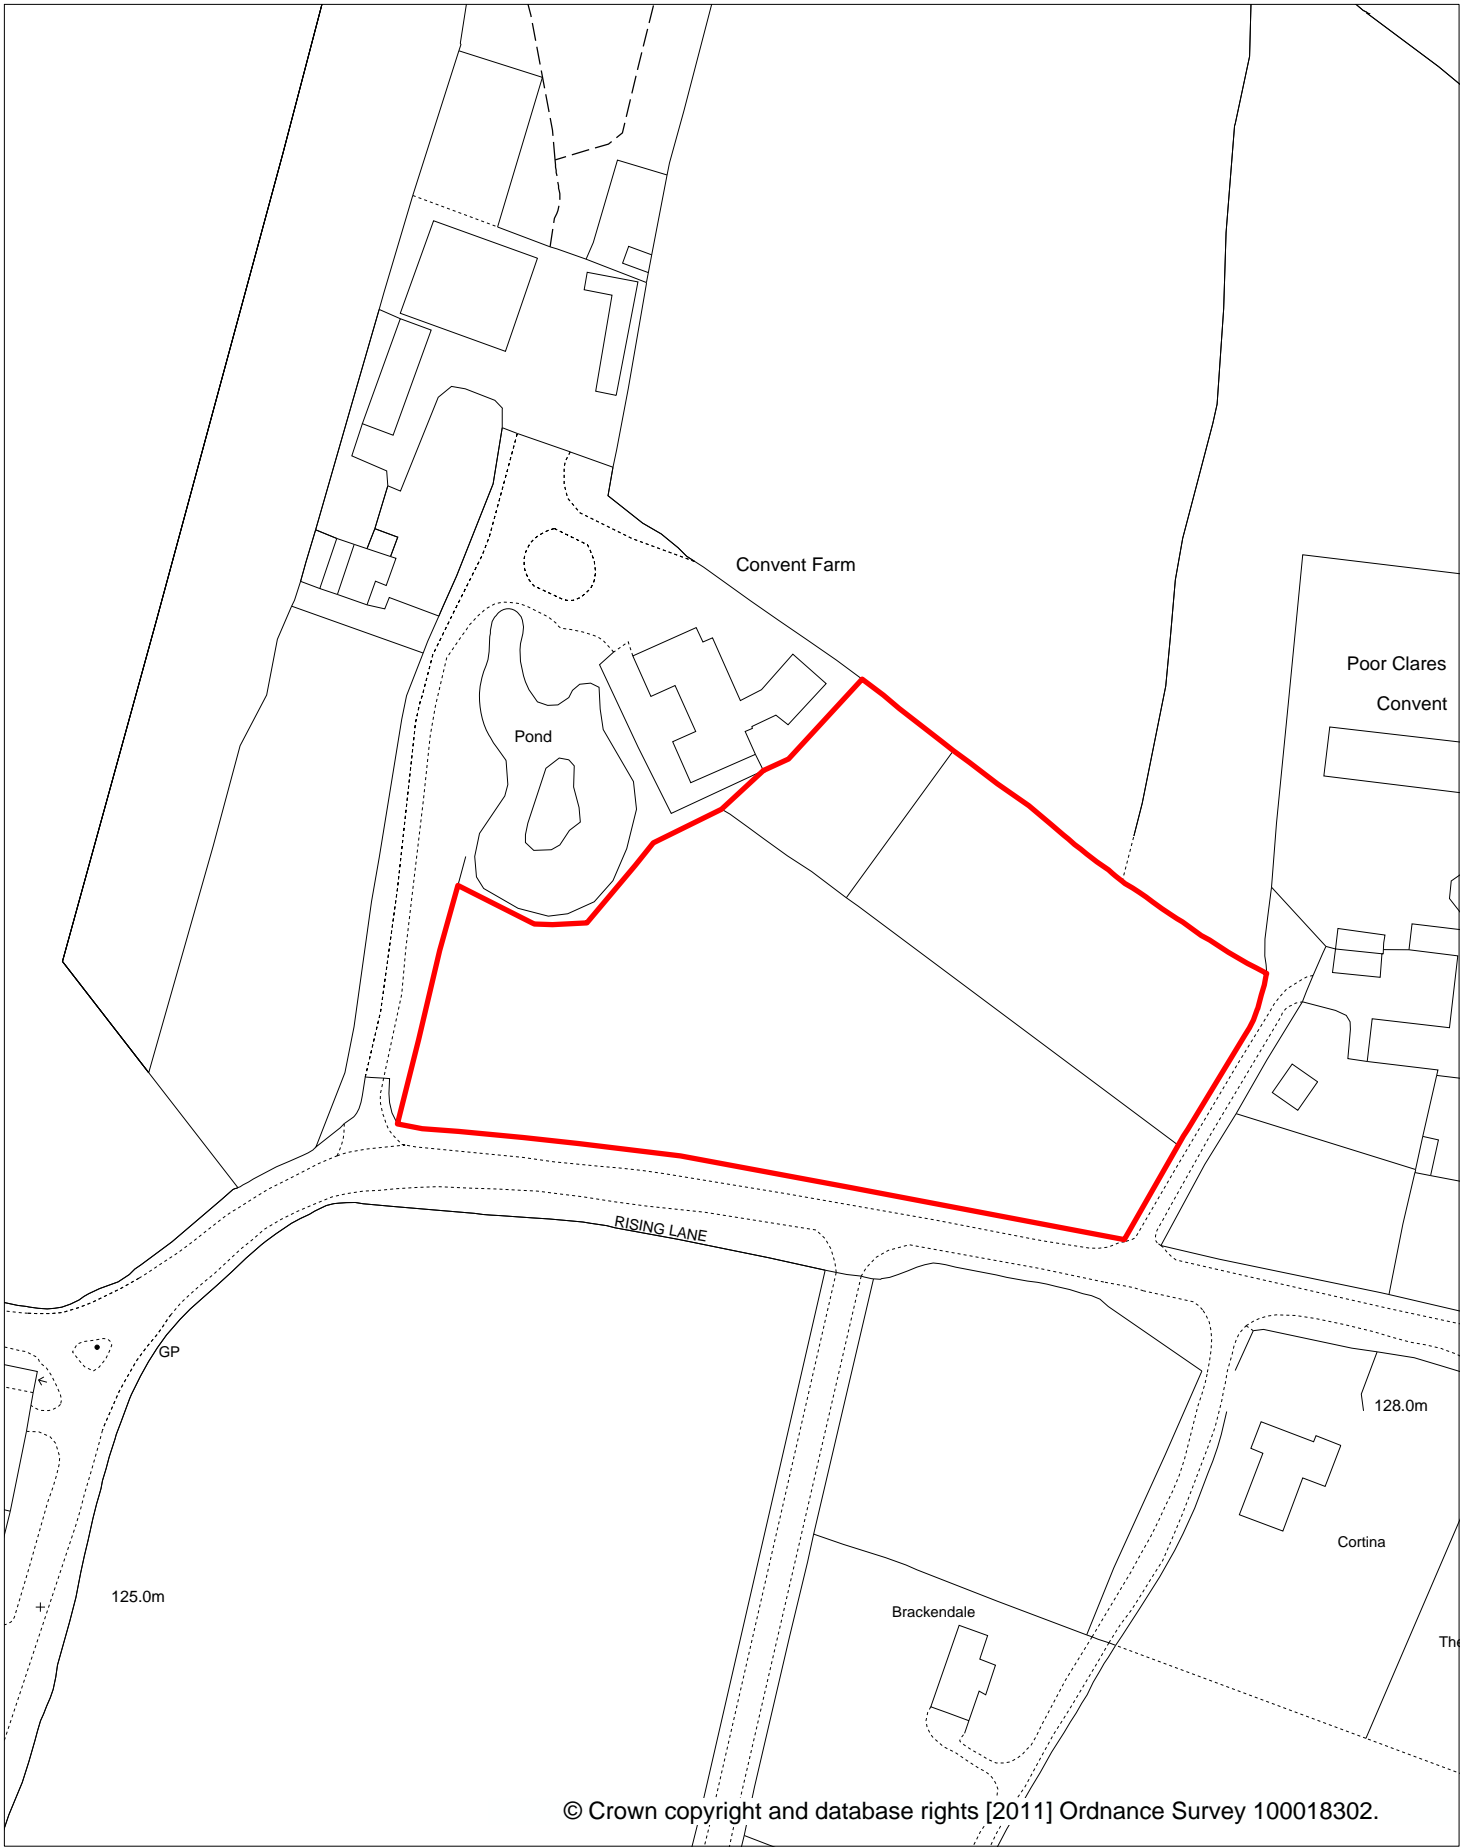 Convent Farm
Poor Clares
Convent
Pond
RISING LANE
GP
128.0m
Cortina
125.0m
Brackendale
The
© Crown copyright and database rights [2011] Ordnance Survey 100018302.